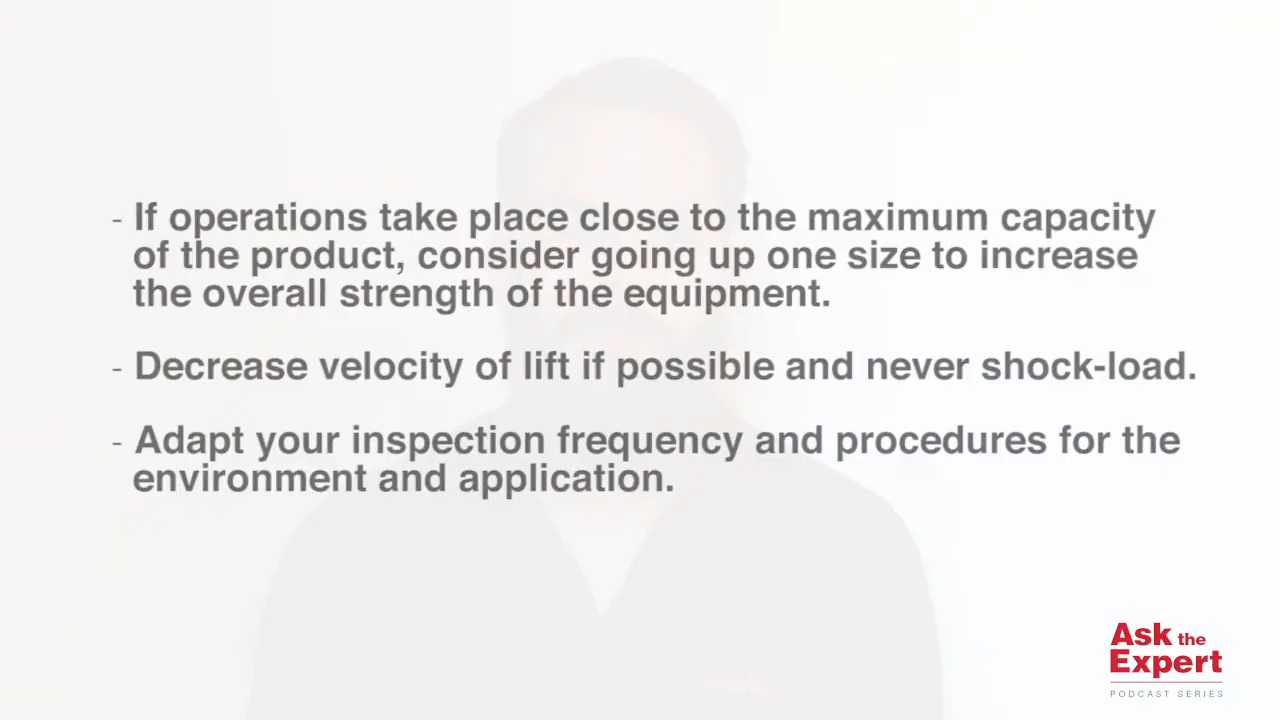 - If operations take place close to the maximum capacity
of the product, consider going up one size to increase
the overall strength of the equipment.
- Decrease velocity of lift if possible and never shock-load.
- Adapt your inspection frequency and procedures for the
environment and application.
Ask the
Expert
PODCAST SERIES